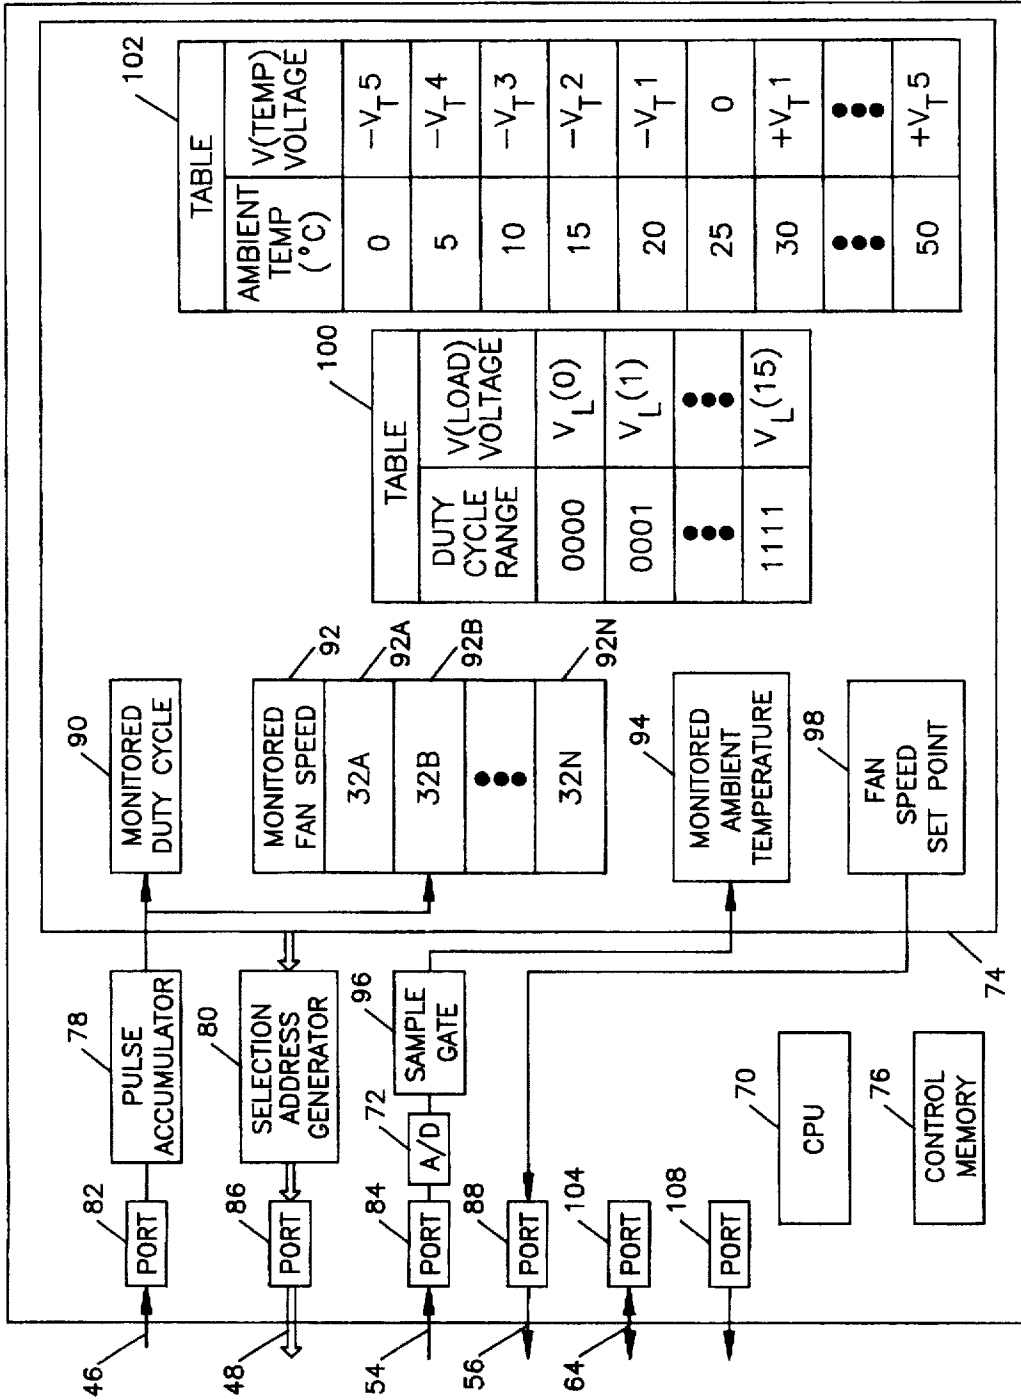 46
82
PORT
78
PULSE
ACCUMULATOR
90
MONITORED
DUTY CYCLE
48
86
PORT
80
SELECTION
ADDRESS
GENERATOR
MONITORED
FAN SPEED
92
32A
92A
32B
92B
●●●
32N
92N
54
84
PORT
72
A/D
96
SAMPLE
GATE
94
MONITORED
AMBIENT
TEMPERATURE
56
88
PORT
98
FAN
SPEED
SET POINT
64
104
PORT
108
PORT
70
CPU
76
CONTROL
MEMORY
74
100
TABLE
DUTY
CYCLE
RANGE
V(LOAD)
VOLTAGE
0000
V_L(0)
0001
V_L(1)
●●●
●●●
1111
V_L(15)
102
TABLE
AMBIENT
TEMP
(°C)
V(TEMP)
VOLTAGE
0
−V_T5
5
−V_T4
10
−V_T3
15
−V_T2
20
−V_T1
25
0
30
+V_T1
●●●
●●●
50
+V_T5